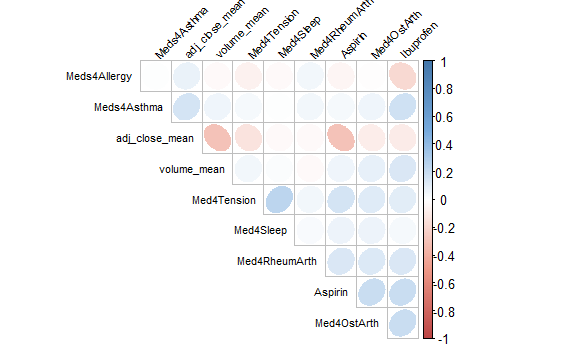 Meds4Asthma
adj_close_mean
volume_mean
Med4Tension
Med4Sleep
Med4RheumArth
Aspirin
Med4OstArth
Ibuprofen
Meds4Allergy
Meds4Asthma
adj_close_mean
volume_mean
Med4Tension
Med4Sleep
Med4RheumArth
Aspirin
Med4OstArth
1
0.8
0.6
0.4
0.2
0
-0.2
-0.4
-0.6
-0.8
-1